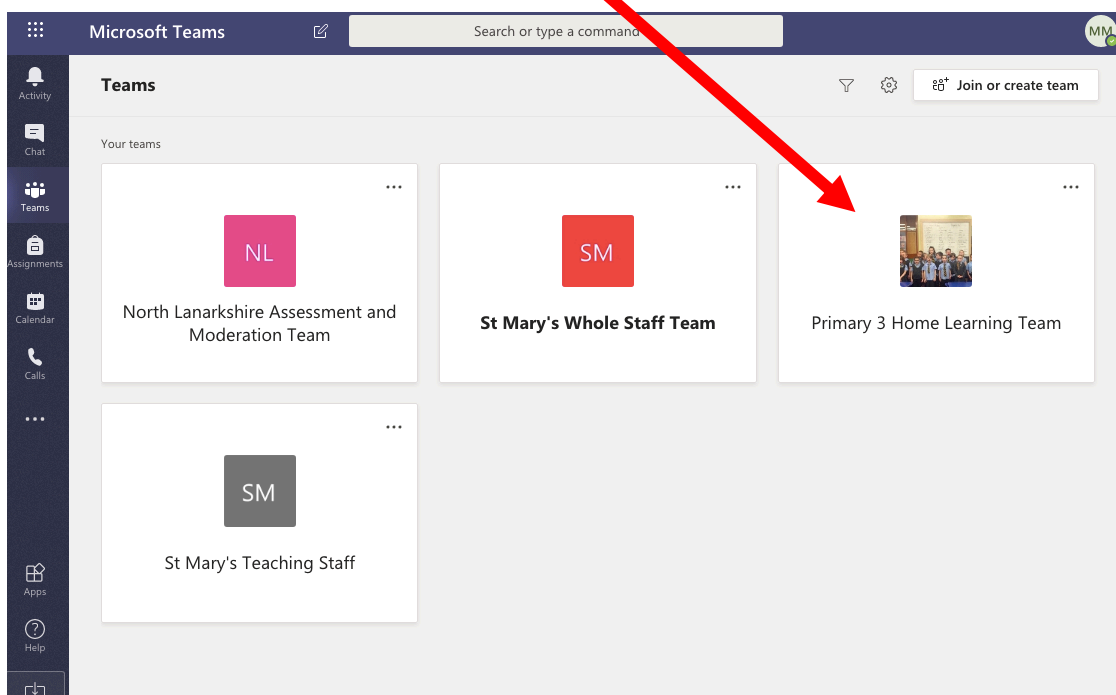 Microsoft Teams
Search or type a command
MM
Activity
Chat
Teams
Assignments
Calendar
Calls
Apps
Help
Teams
Join or create team
Your teams
NL
North Lanarkshire Assessment and
Moderation Team
SM
St Mary's Whole Staff Team
Primary 3 Home Learning Team
SM
St Mary's Teaching Staff